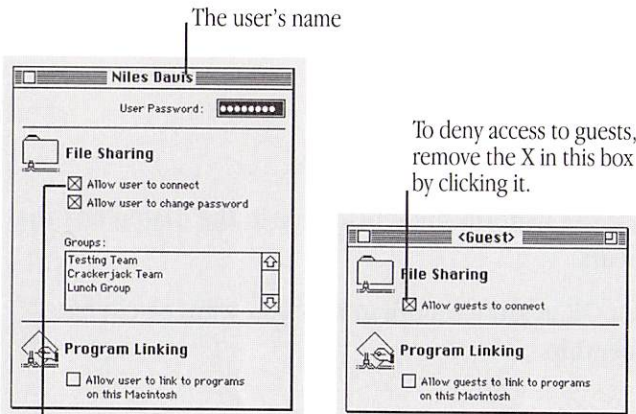 The user's name
Niles Davis
User Password:
File Sharing
Allow user to connect
Allow user to change password
Groups:
Testing Team
Crackerjack Team
Lunch Group
Program Linking
Allow user to link to programs
on this Macintosh
To deny access to guests,
remove the X in this box
by clicking it.
<Guest>
File Sharing
Allow guests to connect
Program Linking
Allow guests to link to programs
on this Macintosh